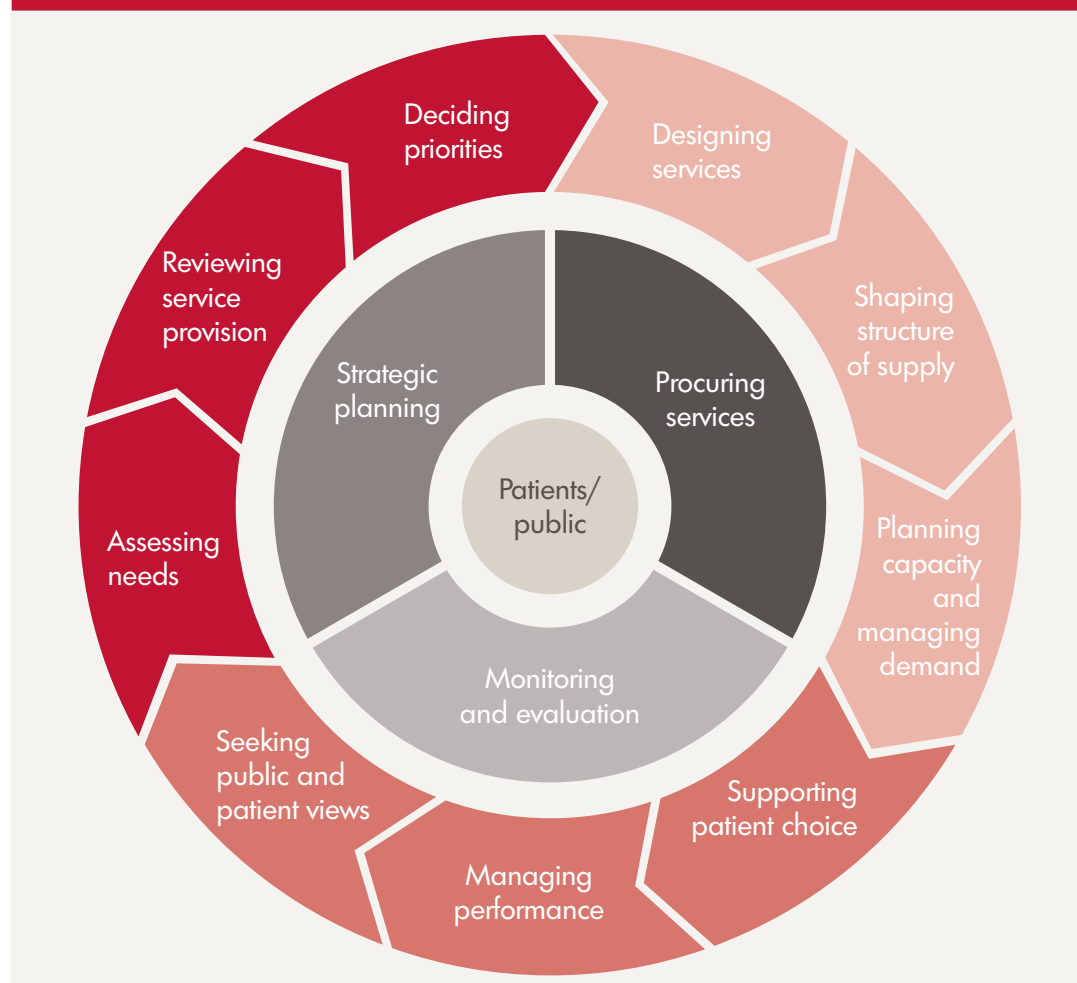 Deciding
priorities
Designing
services
Shaping
structure
of supply
Planning
capacity
and
managing
demand
Supporting
patient choice
Managing
performance
Seeking
public and
patient views
Assessing
needs
Reviewing
service
provision
Strategic
planning
Procuring
services
Monitoring
and evaluation
Patients/
public